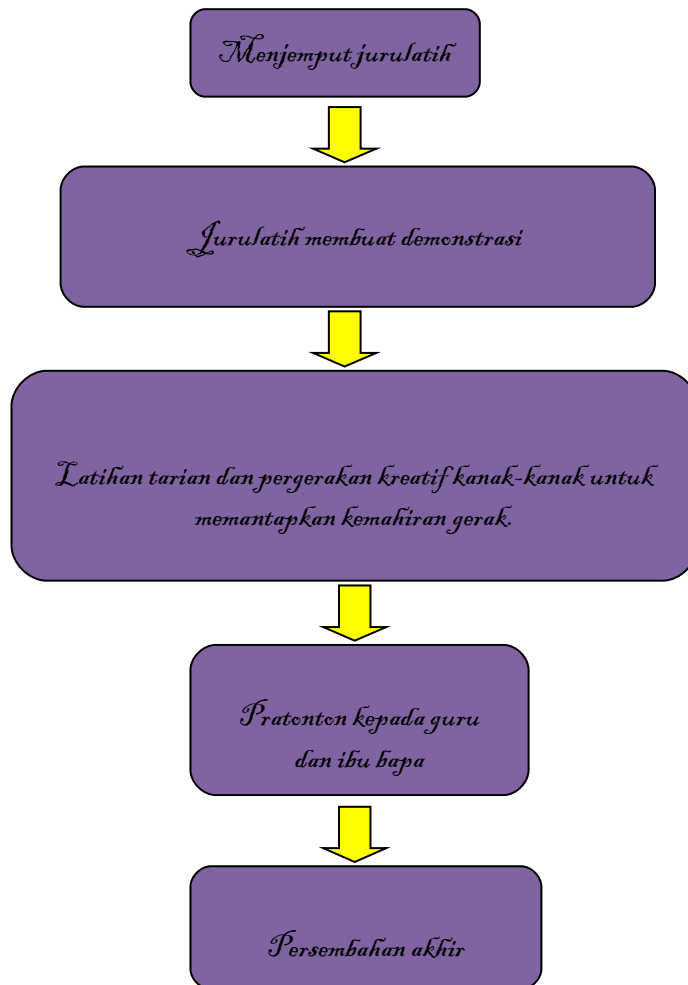 Menjemput jurulatih
Jurulatih membuat demonstrasi
Latihan tarian dan pergerakan kreatif kanak-kanak untuk
memantapkan kemahiran gerak.
Pratonton kepada guru
dan ibu bapa
Persembahan akhir